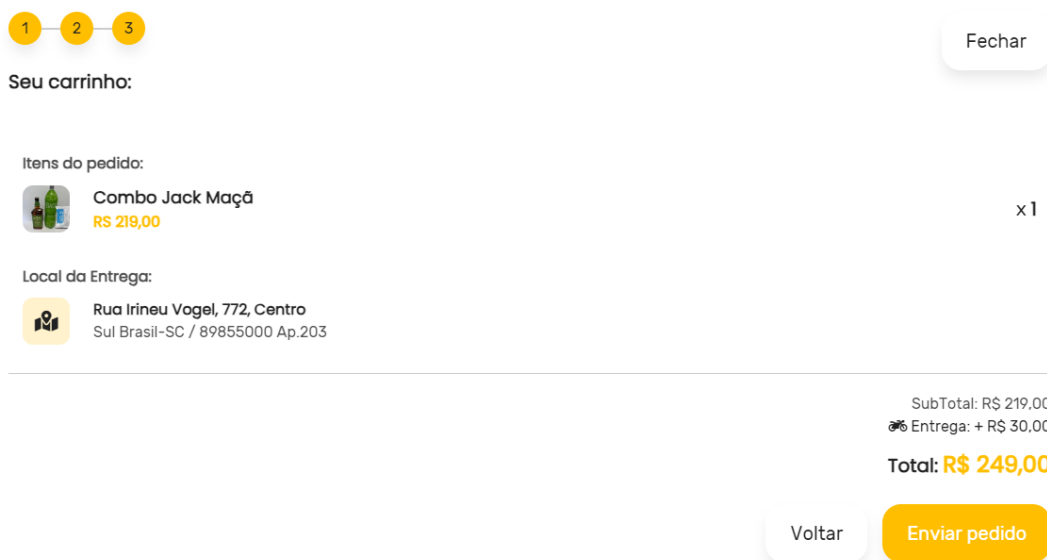 1 2 3
Fechar
Seu carrinho:
Itens do pedido:
Combo Jack Maçã
RS 219,00
x 1
Local da Entrega:
Rua Irineu Vogel, 772, Centro
Sul Brasil-SC / 89855000 Ap.203
SubTotal: R$ 219,00
Entrega: + R$ 30,00
Total: R$ 249,00
Voltar
Enviar pedido